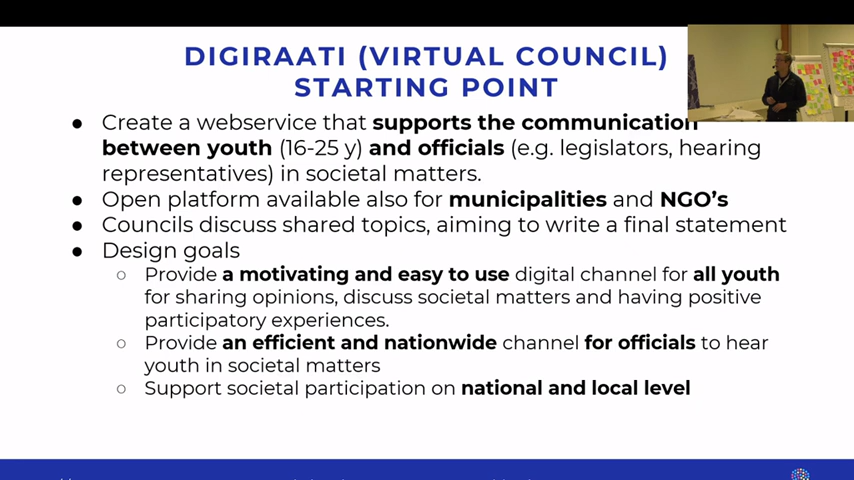 DIGIRAATI (VIRTUAL COUNCIL)
STARTING POINT
● Create a webservice that supports the communication
between youth (16-25 y) and officials (e.g. legislators, hearing
representatives) in societal matters.
● Open platform available also for municipalities and NGO's
● Councils discuss shared topics, aiming to write a final statement
● Design goals
○ Provide a motivating and easy to use digital channel for all youth
for sharing opinions, discuss societal matters and having positive
participatory experiences.
○ Provide an efficient and nationwide channel for officials to hear
youth in societal matters
○ Support societal participation on national and local level